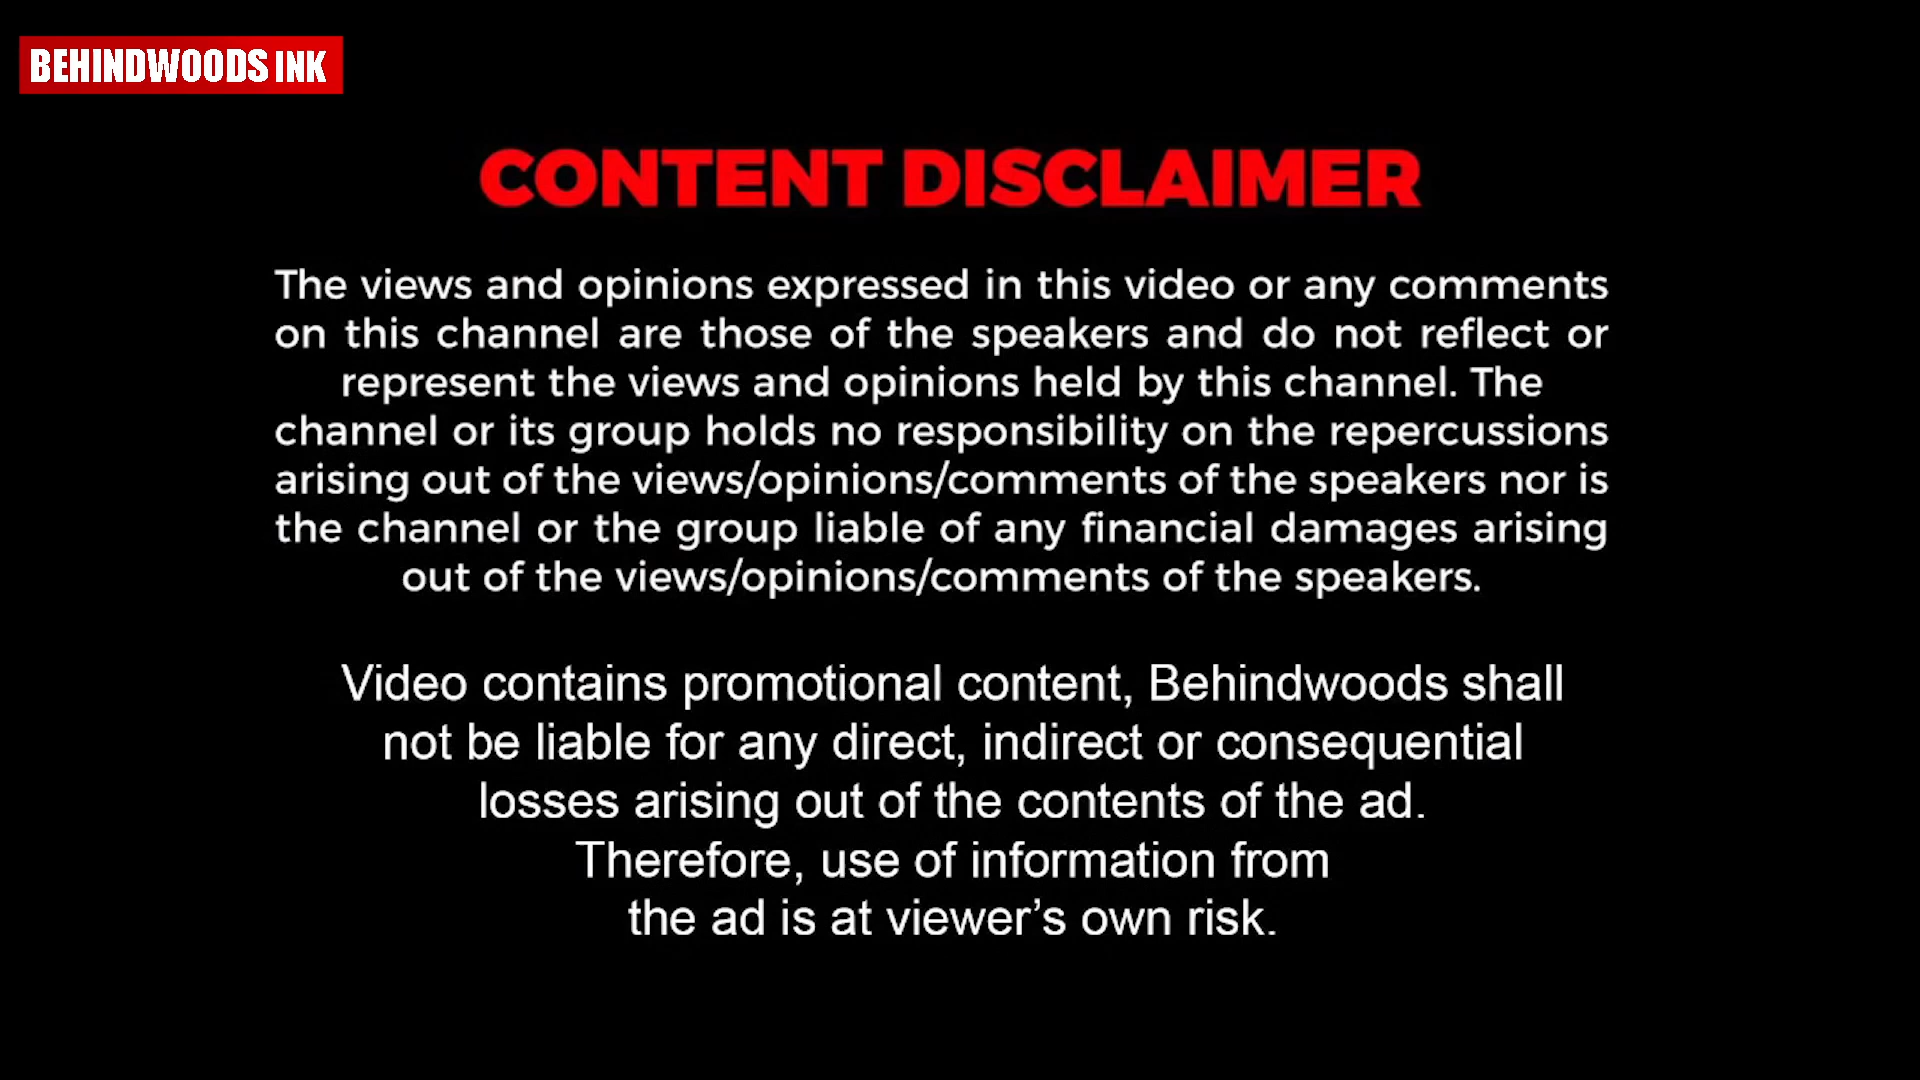 BEHINDWOODS INK
CONTENT DISCLAIMER
The views and opinions expressed in this video or any comments
on this channel are those of the speakers and do not reflect or
represent the views and opinions held by this channel. The
channel or its group holds no responsibility on the repercussions
arising out of the views/opinions/comments of the speakers nor is
the channel or the group liable of any financial damages arising
out of the views/opinions/comments of the speakers.
Video contains promotional content, Behindwoods shall
not be liable for any direct, indirect or consequential
losses arising out of the contents of the ad.
Therefore, use of information from
the ad is at viewer’s own risk.